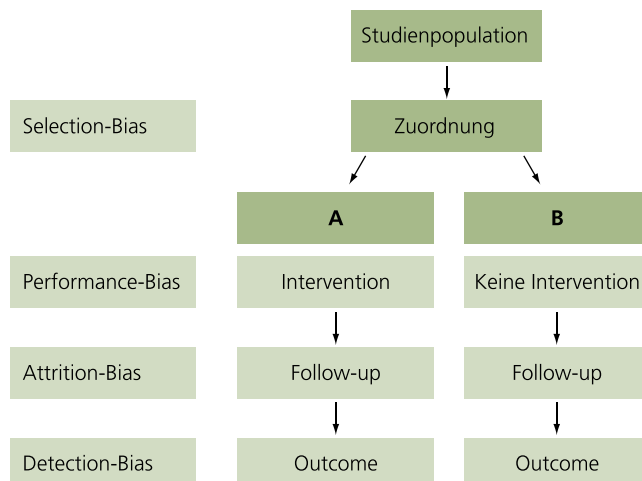 Studienpopulation
Selection-Bias
Zuordnung
A
B
Performance-Bias
Intervention
Keine Intervention
Attrition-Bias
Follow-up
Follow-up
Detection-Bias
Outcome
Outcome